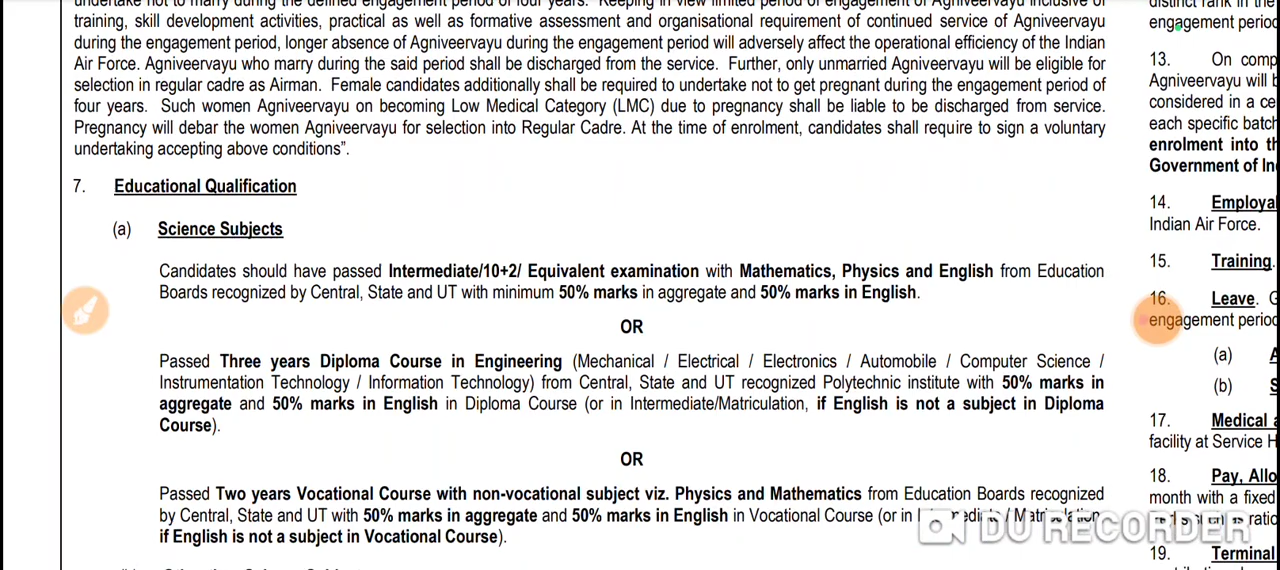 undertake not to marry during the defined engagement period of four years. Keeping in view limited period of engagement of Agniveervayu inclusive of
training, skill development activities, practical as well as formative assessment and organisational requirement of continued service of Agniveervayu
during the engagement period, longer absence of Agniveervayu during the engagement period will adversely affect the operational efficiency of the Indian
Air Force. Agniveervayu who marry during the said period shall be discharged from the service. Further, only unmarried Agniveervayu will be eligible for
selection in regular cadre as Airman. Female candidates additionally shall be required to undertake not to get pregnant during the engagement period of
four years. Such women Agniveervayu on becoming Low Medical Category (LMC) due to pregnancy shall be liable to be discharged from service.
Pregnancy will debar the women Agniveervayu for selection into Regular Cadre. At the time of enrolment, candidates shall require to sign a voluntary
undertaking accepting above conditions”.
7. Educational Qualification
(a) Science Subjects
Candidates should have passed Intermediate/10+2/ Equivalent examination with Mathematics, Physics and English from Education
Boards recognized by Central, State and UT with minimum 50% marks in aggregate and 50% marks in English.
OR
Passed Three years Diploma Course in Engineering (Mechanical / Electrical / Electronics / Automobile / Computer Science /
Instrumentation Technology / Information Technology) from Central, State and UT recognized Polytechnic institute with 50% marks in
aggregate and 50% marks in English in Diploma Course (or in Intermediate/Matriculation, if English is not a subject in Diploma
Course).
OR
Passed Two years Vocational Course with non-vocational subject viz. Physics and Mathematics from Education Boards recognized
by Central, State and UT with 50% marks in aggregate and 50% marks in English in Vocational Course (or in
if English is not a subject in Vocational Course).
distinct rank in the
engagement perio
13. On comp
Agniveervayu will b
considered in a ce
each specific batch
enrolment into th
Government of In
14. Employa
Indian Air Force.
15. Training.
16. Leave. G
engagement perio
(a) A
(b) S
17. Medical a
facility at Service H
18. Pay, Allo
month with a fixed
19. Terminal
DU RECORDER